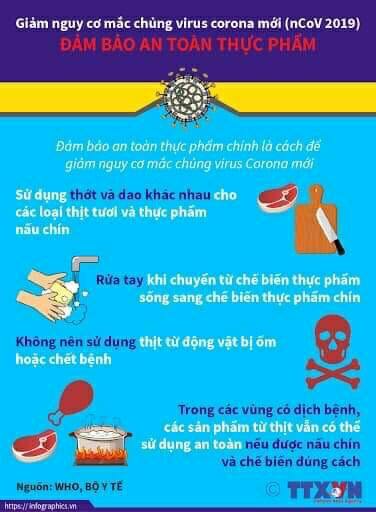 Giảm nguy cơ mắc chủng virus corona mới (nCoV 2019)
ĐẢM BẢO AN TOÀN THỰC PHẨM
Đảm bảo an toàn thực phẩm chính là cách để
giảm nguy cơ mắc chủng virus Corona mới
Sử dụng thớt và dao khác nhau cho
các loại thịt tươi và thực phẩm
nấu chín
Rửa tay khi chuyển từ chế biến thực phẩm
sống sang chế biến thực phẩm chín
Không nên sử dụng thịt từ động vật bị ốm
hoặc chết bệnh
Trong các vùng có dịch bệnh,
các sản phẩm từ thịt vẫn có thể
sử dụng an toàn nếu được nấu chín
và chế biến đúng cách
Nguồn: WHO, BỘ Y TẾ
© TTXVN
https://infographics.vn